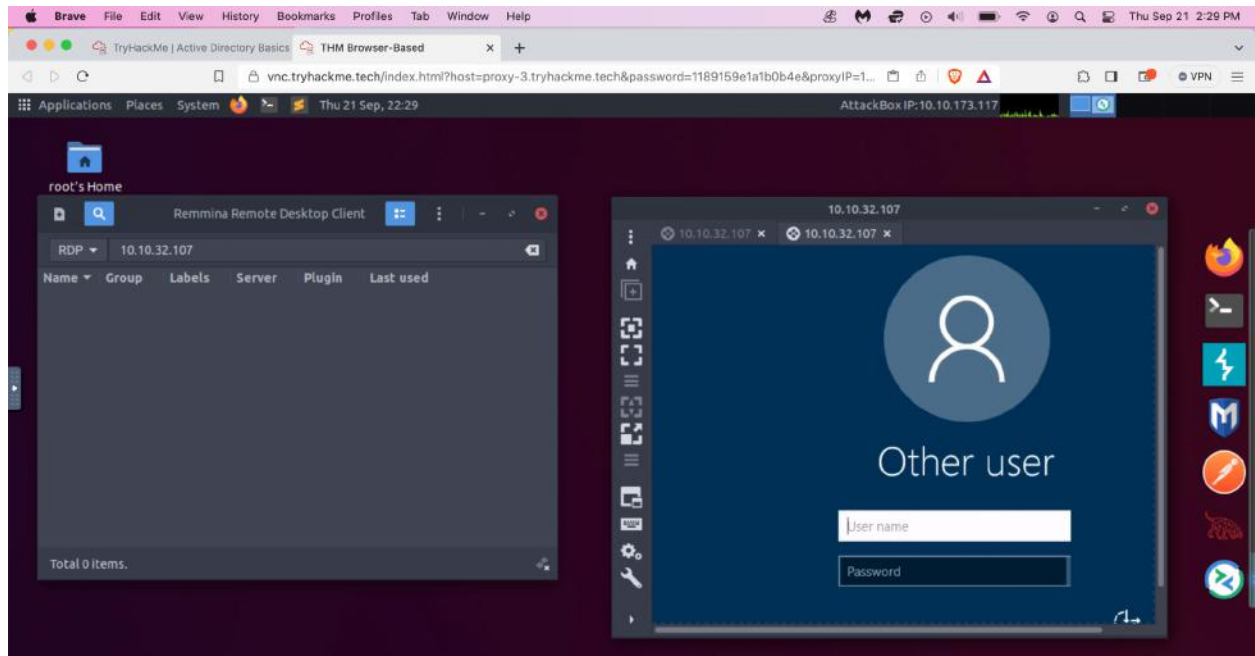 Brave File Edit View History Bookmarks Profiles Tab Window Help Thu Sep 21 2:29 PM
TryHackMe | Active Directory Basics THM Browser-Based
vnc.tryhackme.tech/index.html?host=proxy-3.tryhackme.tech&password=1189159e1a1b0b4e&proxyIP=1... VPN
Applications Places System Thu 21 Sep, 22:29 AttackBox IP:10.10.173.117
root's Home
Remmina Remote Desktop Client
RDP 10.10.32.107
Name Group Labels Server Plugin Last used
Total 0 items.
10.10.32.107
10.10.32.107 10.10.32.107
Other user
User name
Password